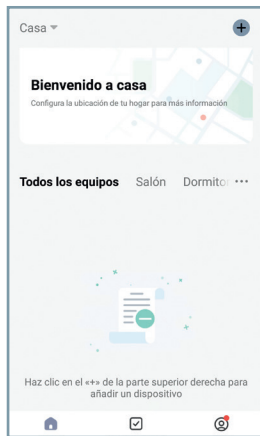 Casa
Bienvenido a casa
Configura la ubicación de tu hogar para más información
Todos los equipos Salón Dormitor
Haz clic en el «+» de la parte superior derecha para
añadir un dispositivo